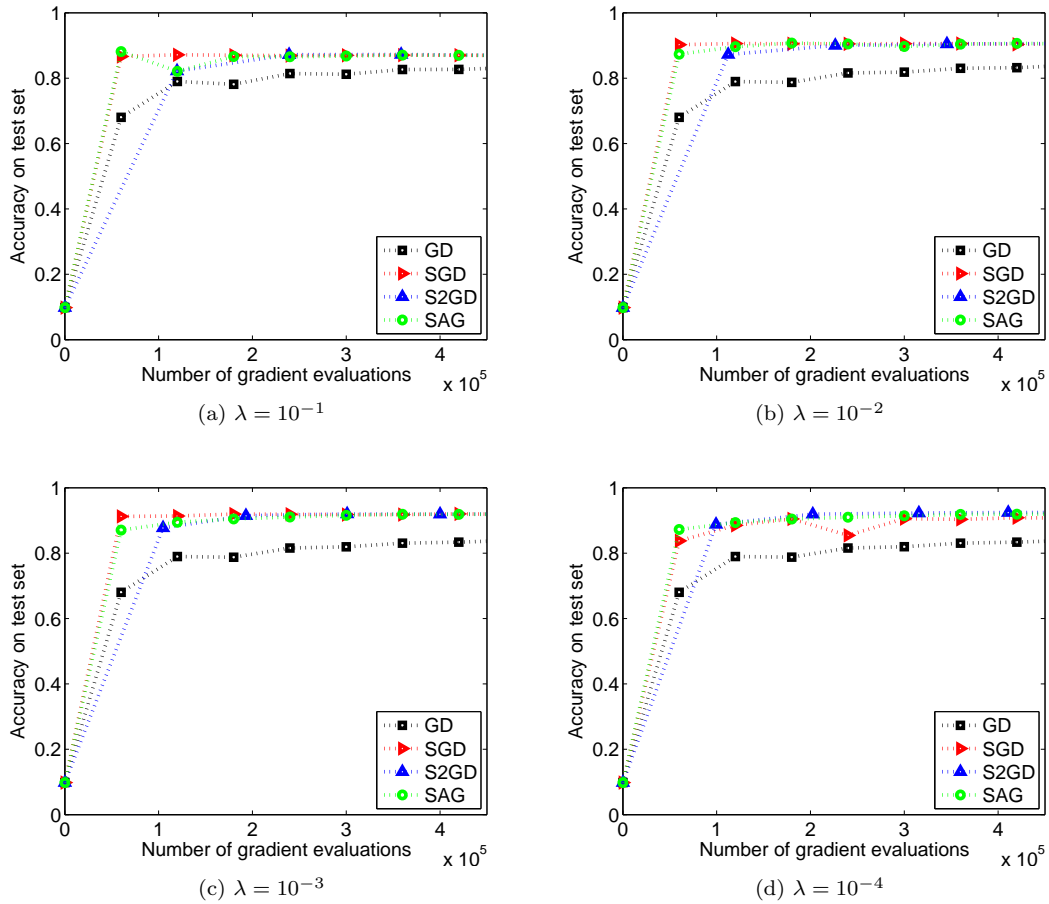 1
0.8
0.6
0.4
0.2
0
Accuracy on test set
GD
SGD
S2GD
SAG
0 1 2 3 4
Number of gradient evaluations
x 10^5
(a) λ = 10^−1
1
0.8
0.6
0.4
0.2
0
Accuracy on test set
GD
SGD
S2GD
SAG
0 1 2 3 4
Number of gradient evaluations
x 10^5
(b) λ = 10^−2
1
0.8
0.6
0.4
0.2
0
Accuracy on test set
GD
SGD
S2GD
SAG
0 1 2 3 4
Number of gradient evaluations
x 10^5
(c) λ = 10^−3
1
0.8
0.6
0.4
0.2
0
Accuracy on test set
GD
SGD
S2GD
SAG
0 1 2 3 4
Number of gradient evaluations
x 10^5
(d) λ = 10^−4